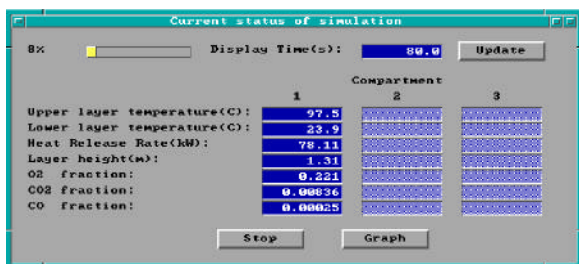 Current status of simulation
8% Display Time(s): 80.0 Update
Compartment
1 2 3
Upper layer temperature(C): 97.5
Lower layer temperature(C): 23.9
Heat Release Rate(kW): 78.11
Layer height(m): 1.31
O2 fraction: 0.221
CO2 fraction: 0.00836
CO fraction: 0.00025
Stop Graph